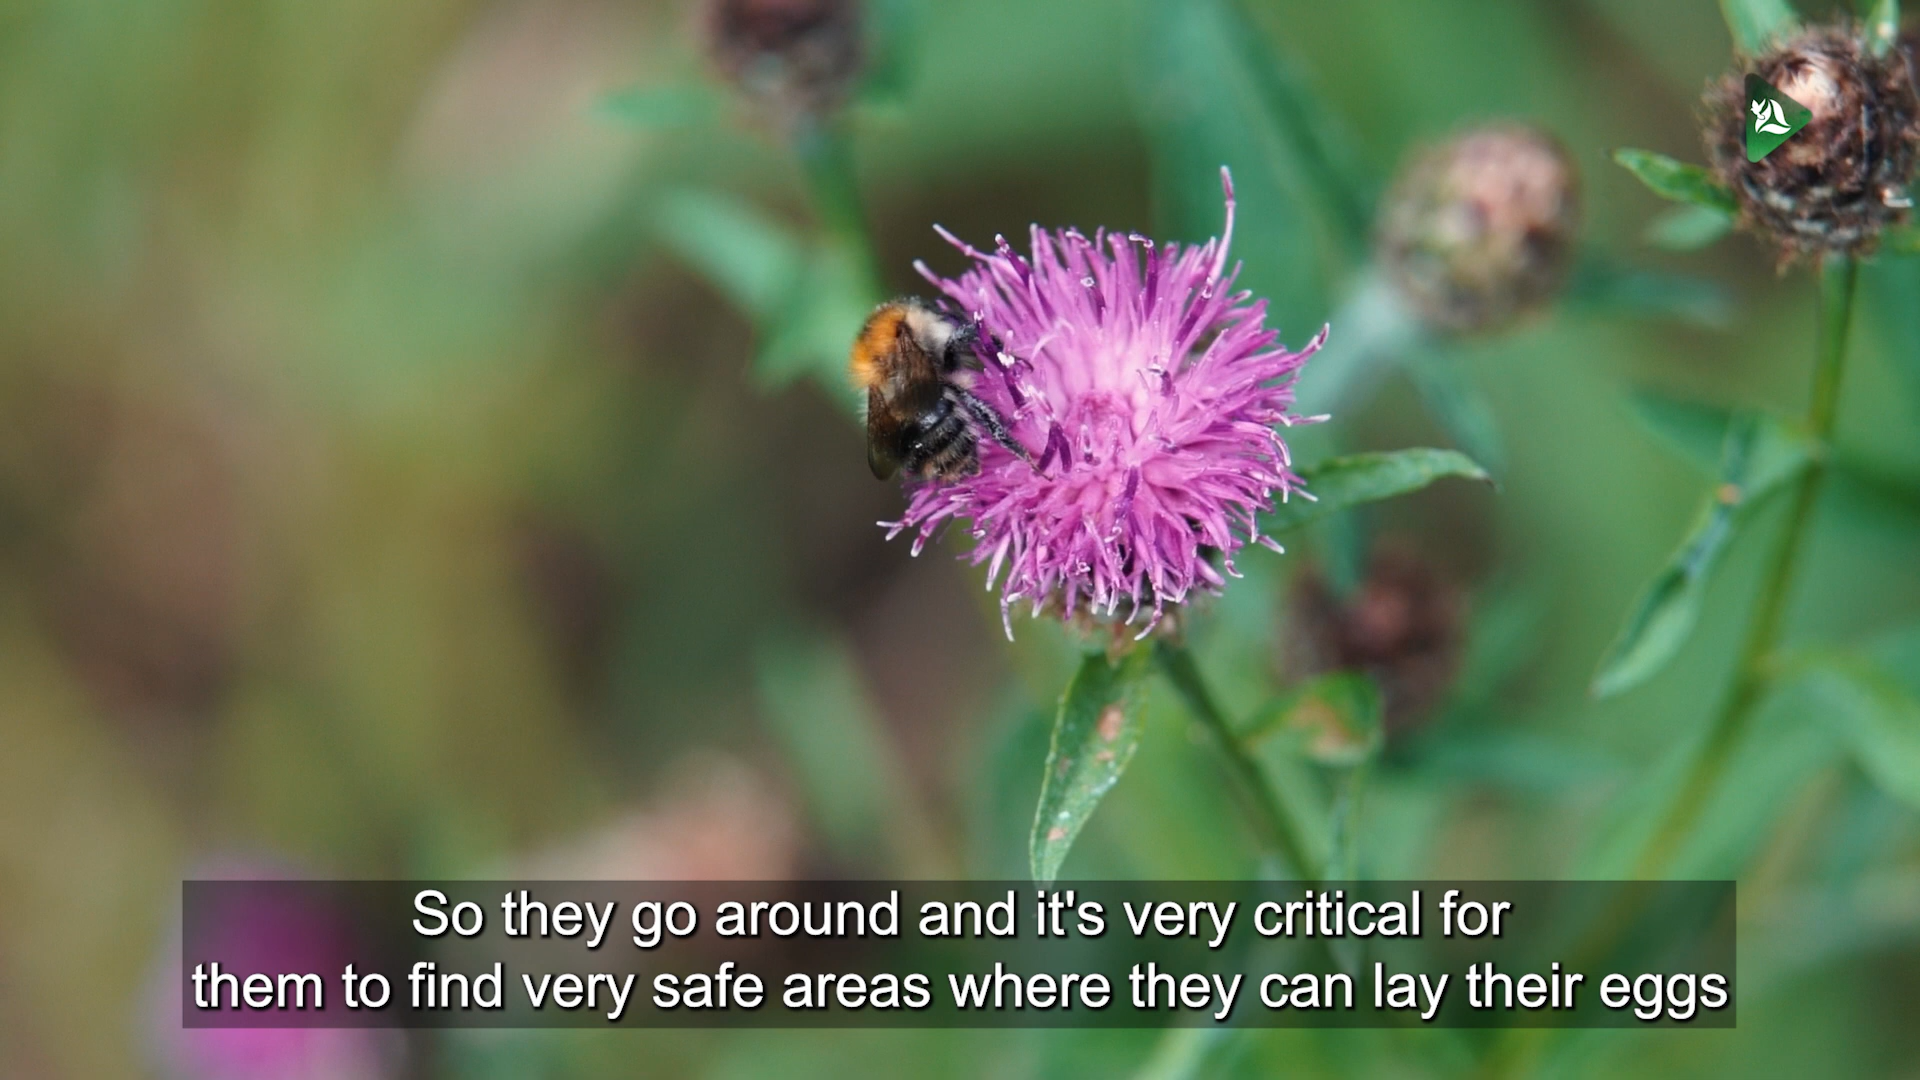 So they go around and it's very critical for
them to find very safe areas where they can lay their eggs